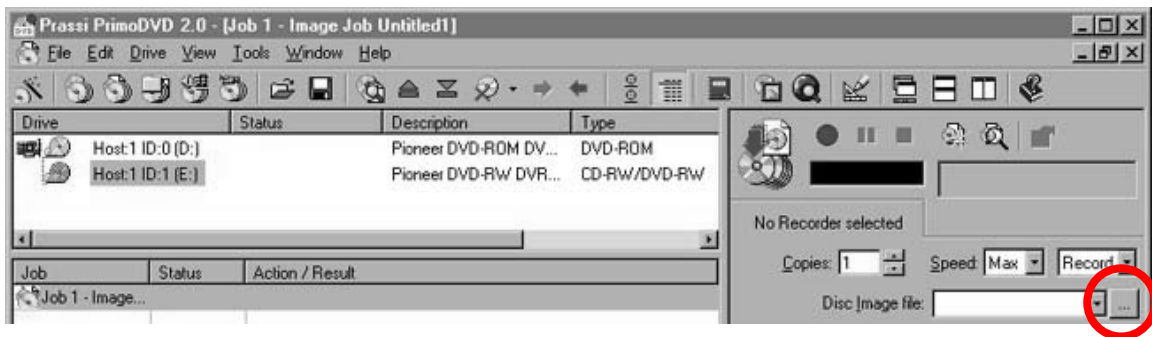 Prassi PrimoDVD 2.0 - [Job 1 - Image Job Untitled1]
File Edit Drive View Tools Window Help
Drive Status Description Type
Host:1 ID:0 (D:) Pioneer DVD-ROM DV... DVD-ROM
Host:1 ID:1 (E:) Pioneer DVD-RW DVR... CD-RW/DVD-RW
No Recorder selected
Copies: 1 Speed: Max Record
Disc Image file: ...
Job Status Action / Result
Job 1 - Image...